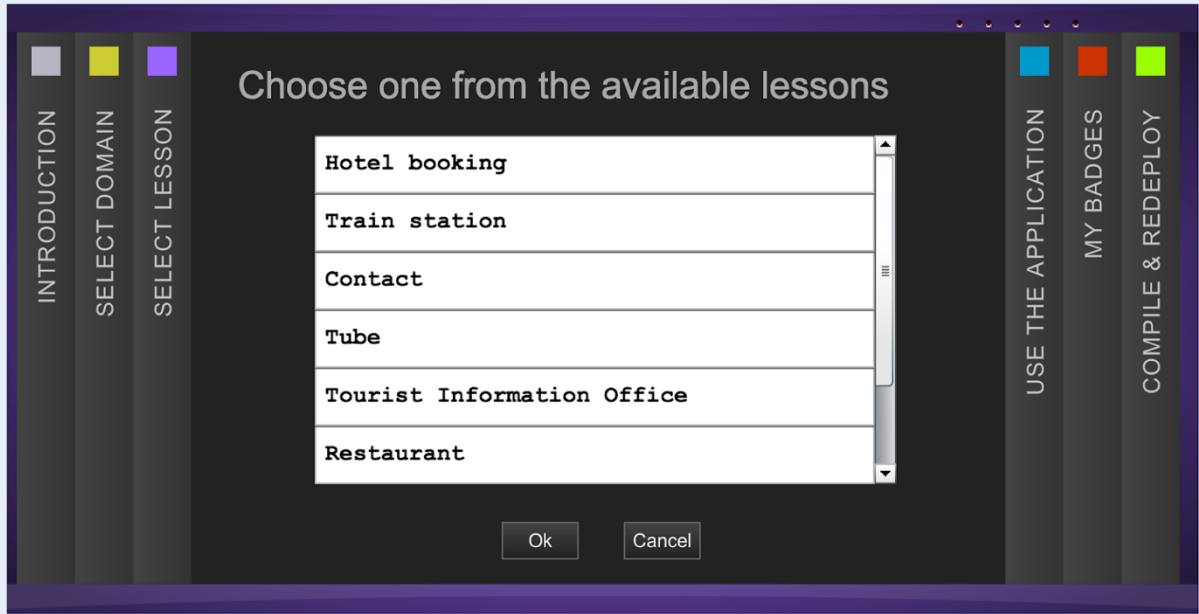 INTRODUCTION
SELECT DOMAIN
SELECT LESSON
Choose one from the available lessons
Hotel booking
Train station
Contact
Tube
Tourist Information Office
Restaurant
Ok
Cancel
USE THE APPLICATION
MY BADGES
COMPILE & REDEPLOY